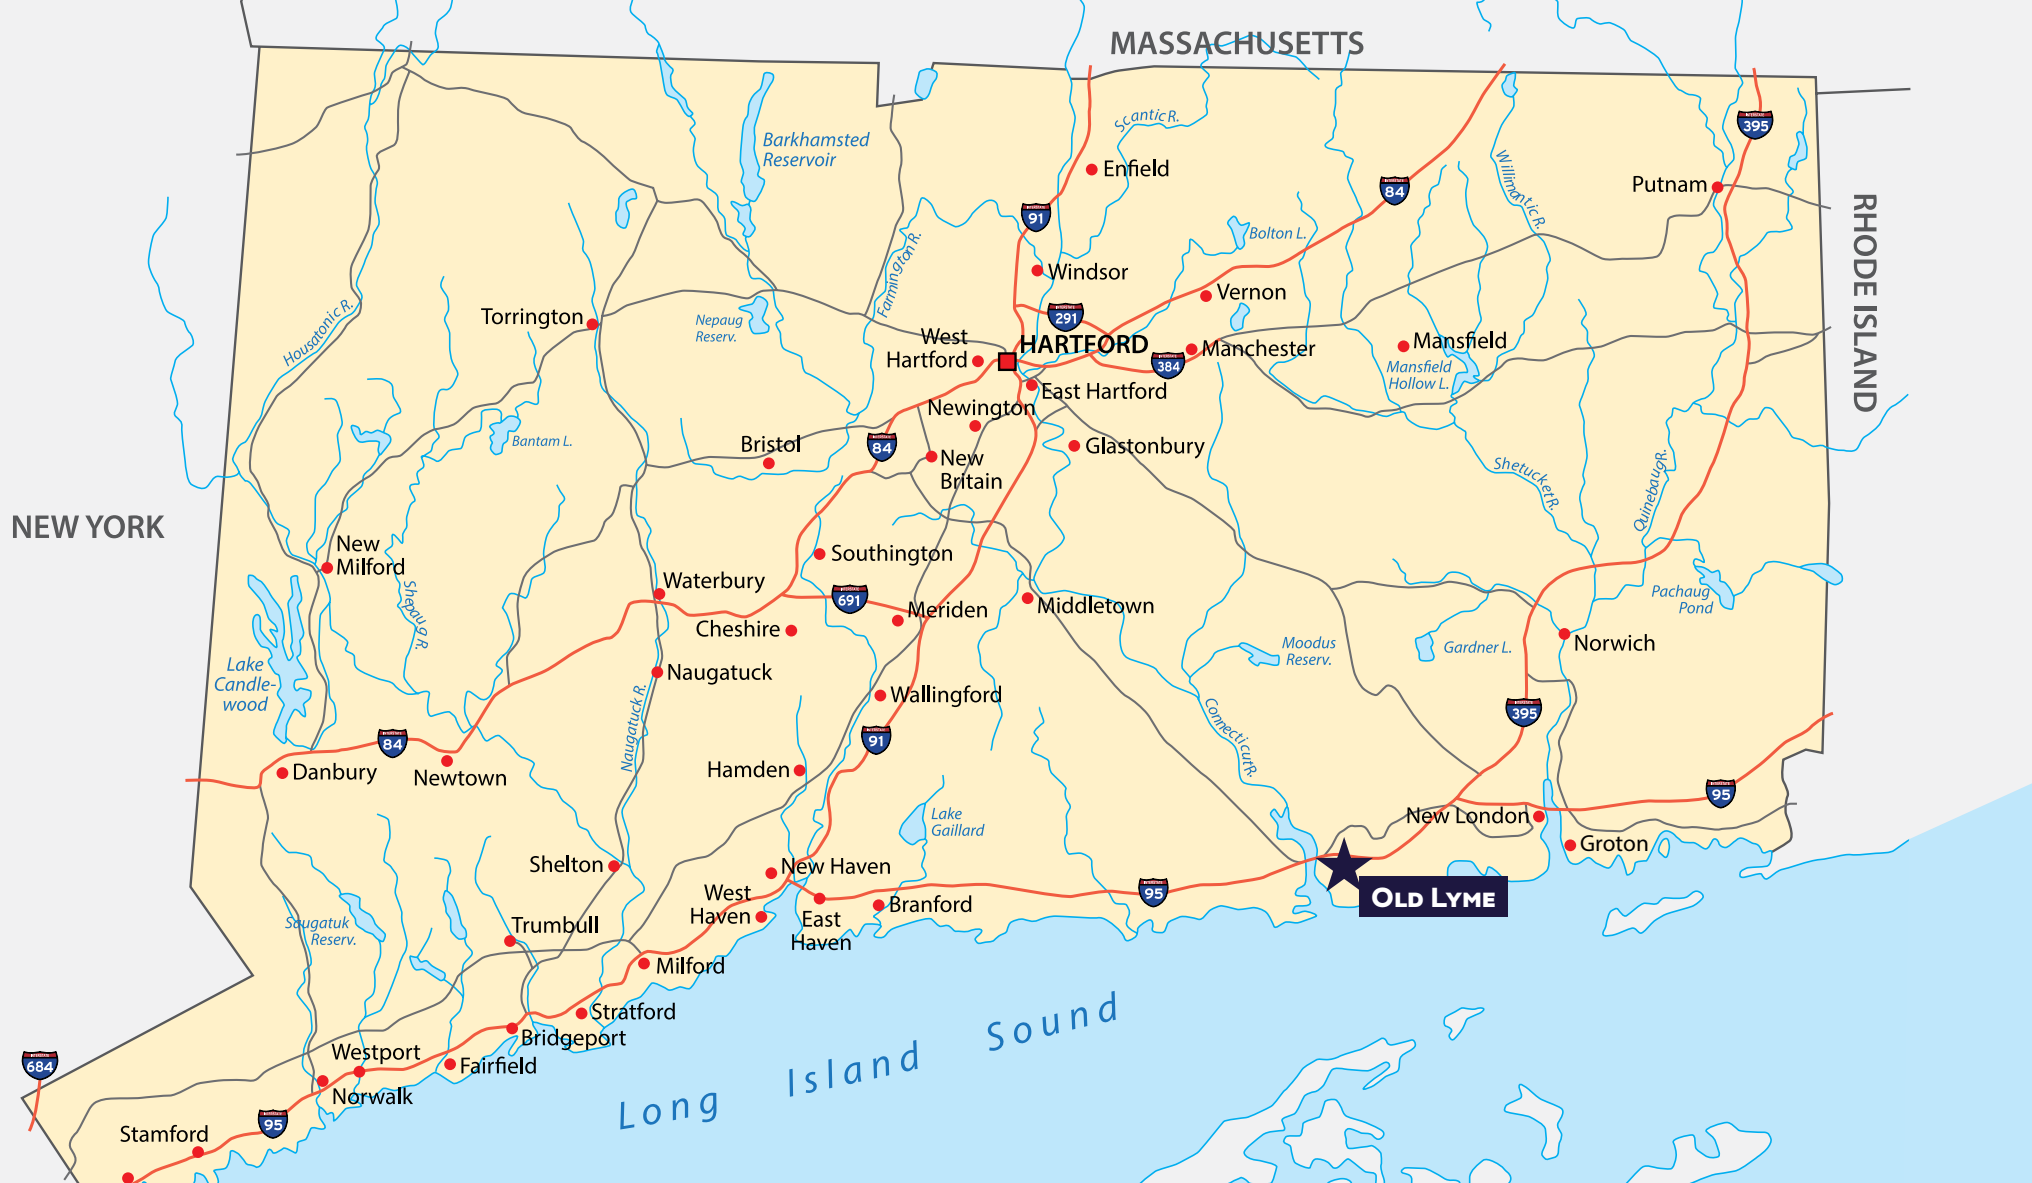 MASSACHUSETTS
395
Scantic R.
Barkhamsted
Reservoir
Enfield
Willimantic R.
84
Putnam
91
RHODE ISLAND
Bolton L.
Farmington R.
Windsor
Vernon
Housatonic R.
Torrington
Nepaug
Reserv.
291
West
Hartford
HARTFORD
Manchester
Mansfield
384
Mansfield
Hollow L.
East Hartford
Newington
Bantam L.
Bristol
84
Glastonbury
New
Britain
Shetucket R.
Quinebaug R.
NEW YORK
New
Milford
Southington
Waterbury
Shepaug R.
691
Meriden
Middletown
Pachaug
Pond
Cheshire
Norwich
Moodus
Reserv.
Gardner L.
Lake
Candle-
wood
Naugatuck
Wallingford
Naugatuck R.
Connecticut R.
395
84
91
Danbury
Newtown
Hamden
95
Lake
Gaillard
New London
Groton
Shelton
New Haven
West
Haven
95
OLD LYME
East
Haven
Branford
Saugatuk
Reserv.
Trumbull
Milford
Stratford
Bridgeport
Long Island Sound
684
Westport
Fairfield
Norwalk
95
Stamford